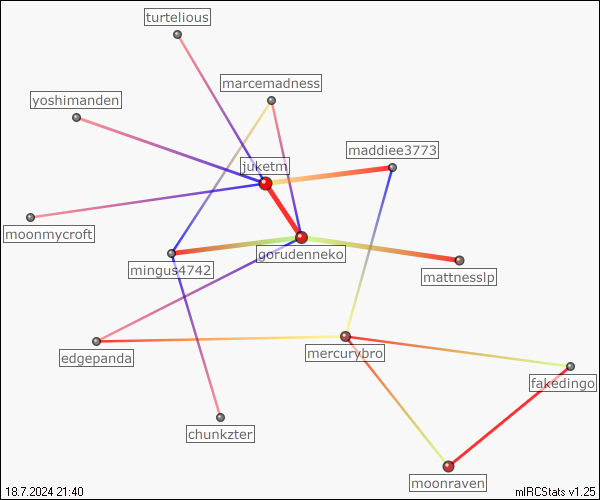 turtelious
marcemadness
yoshimanden
maddiee3773
juketm
moonmycroft
gorudenneko
mingus4742
mattnesslp
mercurybro
edgepanda
fakedingo
chunkzter
moonraven
18.7.2024 21:40
mIRCStats v1.25